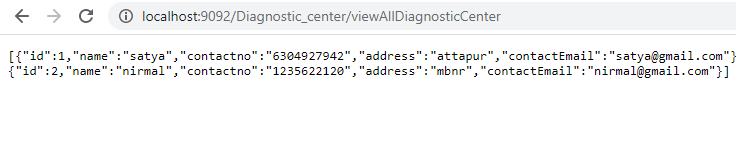 localhost:9092/Diagnostic_center/viewAllDiagnosticCenter
[{"id":1,"name":"satya","contactno":"6304927942","address":"attapur","contactEmail":"satya@gmail.com"}
{"id":2,"name":"nirmal","contactno":"1235622120","address":"mbnr","contactEmail":"nirmal@gmail.com"}]